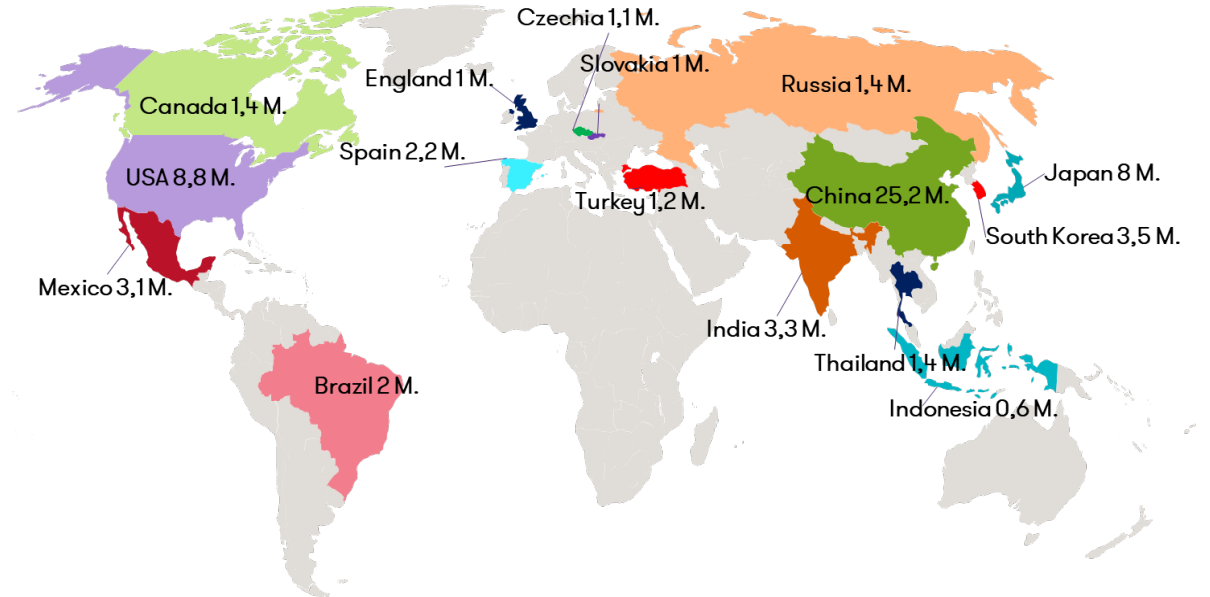 Czechia 1,1 M.
Slovakia 1 M.
England 1 M.
Russia 1,4 M.
Canada 1,4 M.
Spain 2,2 M.
USA 8,8 M.
Japan 8 M.
China 25,2 M.
Turkey 1,2 M.
South Korea 3,5 M.
Mexico 3,1 M.
India 3,3 M.
Thailand 1,4 M.
Brazil 2 M.
Indonesia 0,6 M.